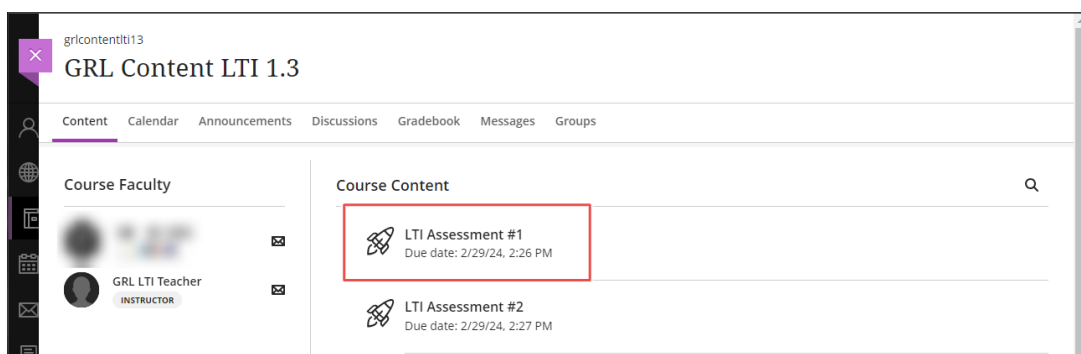 grlcontentlti13
GRL Content LTI 1.3
Content Calendar Announcements Discussions Gradebook Messages Groups
Course Faculty
GRL LTI Teacher
INSTRUCTOR
Course Content
LTI Assessment #1
Due date: 2/29/24, 2:26 PM
LTI Assessment #2
Due date: 2/29/24, 2:27 PM